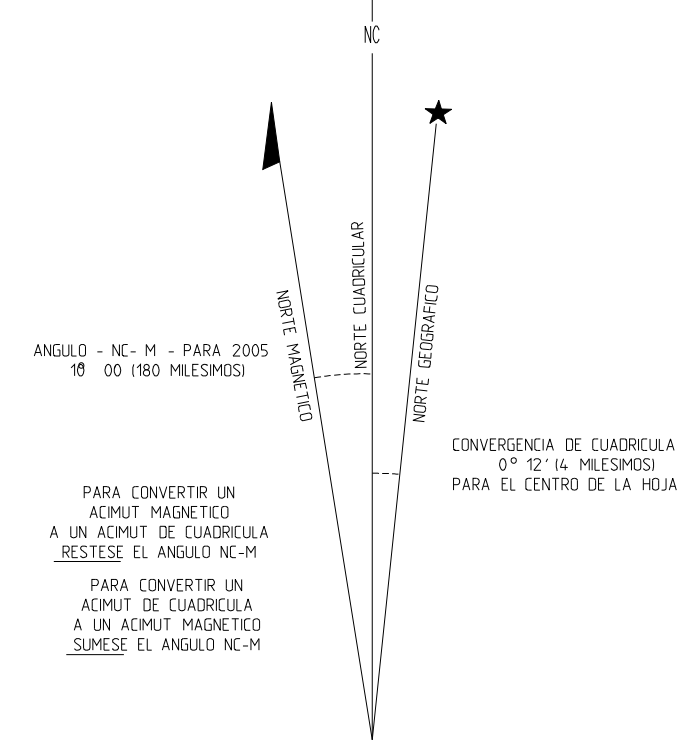 NC
NORTE CUADRICULAR
NORTE MAGNETICO
NORTE GEOGRAFICO
ANGULO - NC- M - PARA 2005
10° 00 (180 MILESIMOS)
CONVERGENCIA DE CUADRICULA
0° 12´ (4 MILESIMOS)
PARA EL CENTRO DE LA HOJA
PARA CONVERTIR UN
ACIMUT MAGNETICO
A UN ACIMUT DE CUADRICULA
RESTESE EL ANGULO NC-M
PARA CONVERTIR UN
ACIMUT DE CUADRICULA
A UN ACIMUT MAGNETICO
SUMESE EL ANGULO NC-M